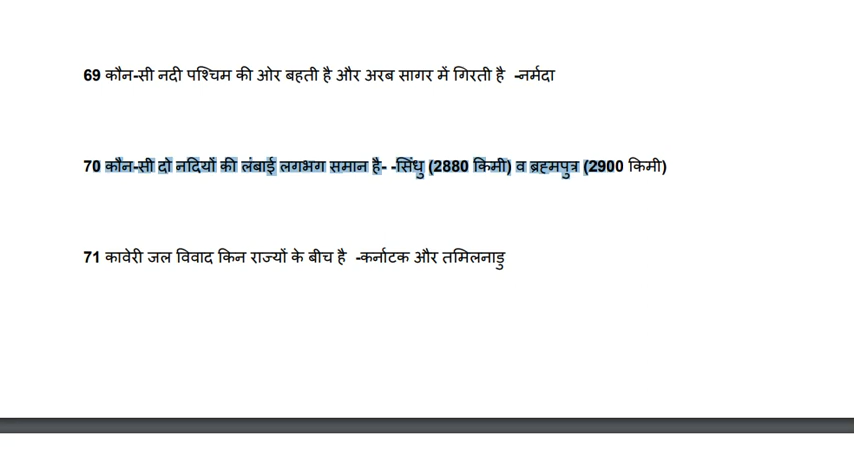 69 कौन-सी नदी पश्चिम की ओर बहती है और अरब सागर में गिरती है -नर्मदा
70 कौन-सी दो नदियों की लंबाई लगभग समान है- -सिंधु (2880 किमी) व ब्रह्मपुत्र (2900 किमी)
71 कावेरी जल विवाद किन राज्यों के बीच है -कर्नाटक और तमिलनाडु